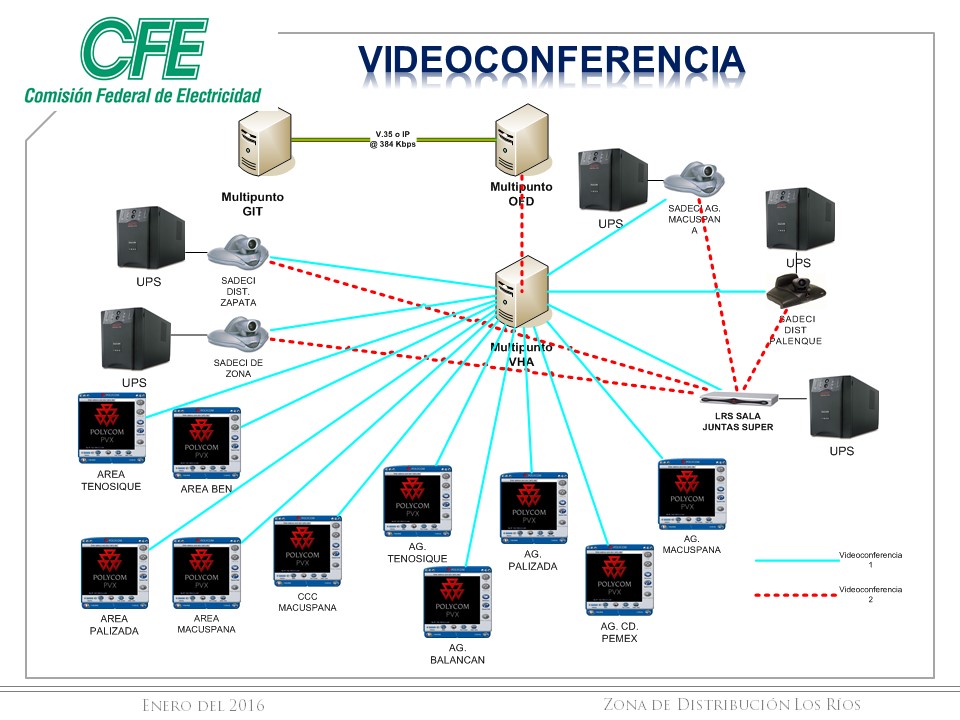 CFE
Comisión Federal de Electricidad
VIDEOCONFERENCIA
V.35 o IP
@ 384 Kbps
Multipunto
GIT
Multipunto
OFD
UPS
SADECI AG.
MACUSPAN
A
UPS
UPS
SADECI
DIST.
ZAPATA
SADECI
DIST
PALENQUE
Multipunto
VHA
UPS
SADECI DE
ZONA
LRS SALA
JUNTAS SUPER
UPS
POLYCOM
PVX
AREA
TENOSIQUE
POLYCOM
PVX
AREA BEN
POLYCOM
PVX
AG.
TENOSIQUE
POLYCOM
PVX
AG.
PALIZADA
POLYCOM
PVX
AG.
MACUSPANA
POLYCOM
PVX
AREA
PALIZADA
POLYCOM
PVX
AREA
MACUSPANA
POLYCOM
PVX
CCC
MACUSPANA
POLYCOM
PVX
AG.
BALANCAN
POLYCOM
PVX
AG. CD.
PEMEX
Videoconferencia
1
Videoconferencia
2
Enero del 2016
Zona de Distribución Los Ríos